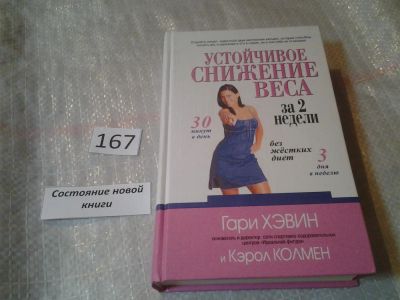 УСТОЙЧИВОЕ
СНИЖЕНИЕ
ВЕСА
за 2
недели
30
минут
в день
без
жёстких
диет
3
дня
в неделю
Гари ХЭВИН
и Кэрол КОЛМЕН
167
Состояние новой
книги